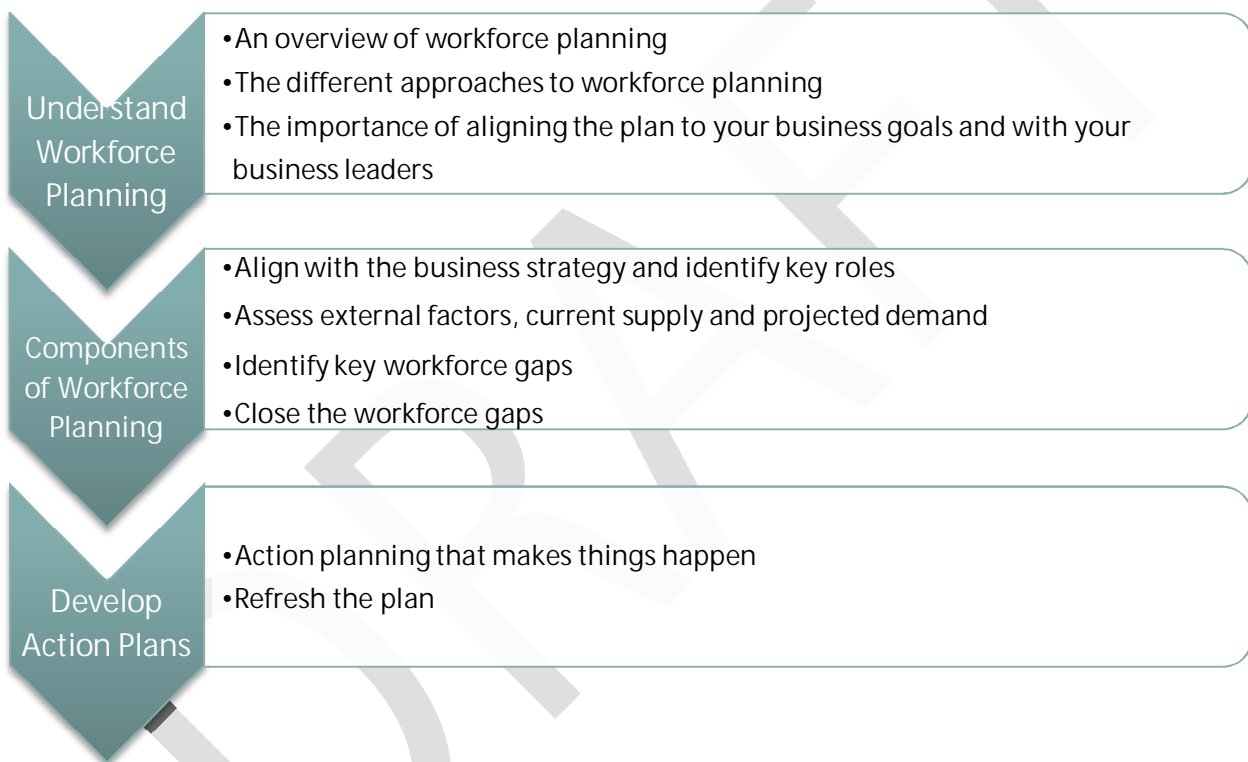 Understand
Workforce
Planning
•An overview of workforce planning
•The different approaches to workforce planning
•The importance of aligning the plan to your business goals and with your
business leaders
Components
of Workforce
Planning
•Align with the business strategy and identify key roles
•Assess external factors, current supply and projected demand
•Identify key workforce gaps
•Close the workforce gaps
Develop
Action Plans
•Action planning that makes things happen
•Refresh the plan
DRAFT